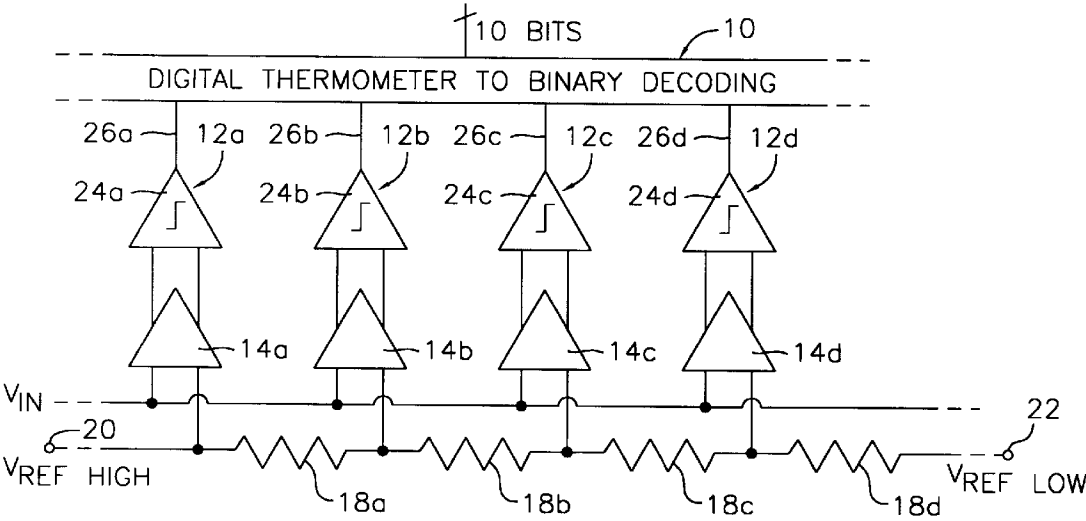 10 BITS
10
DIGITAL THERMOMETER TO BINARY DECODING
26a 12a 26b 12b 26c 12c 26d 12d
24a 24b 24c 24d
14a 14b 14c 14d
VIN
20 22
VREF HIGH VREF LOW
18a 18b 18c 18d